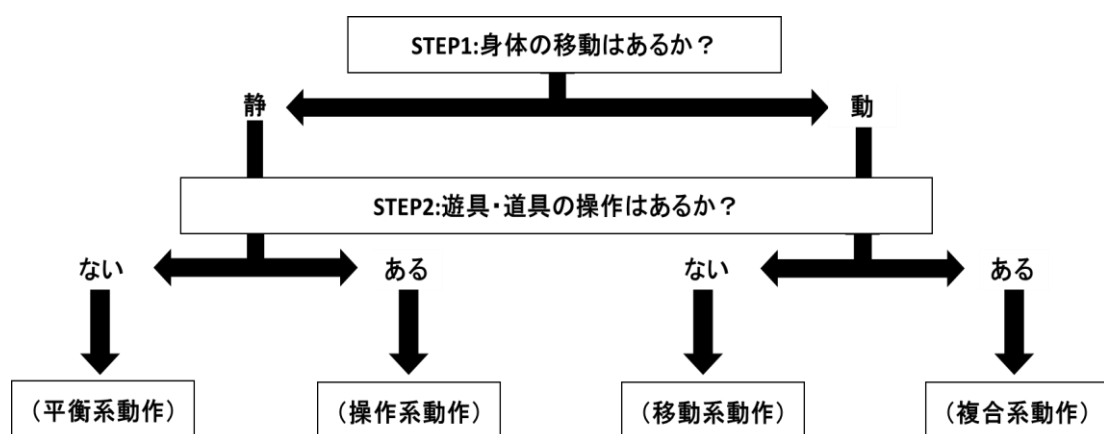 STEP1:身体の移動はあるか?
静
動
STEP2:遊具・道具の操作はあるか?
ない
ある
ない
ある
(平衡系動作)
(操作系動作)
(移動系動作)
(複合系動作)